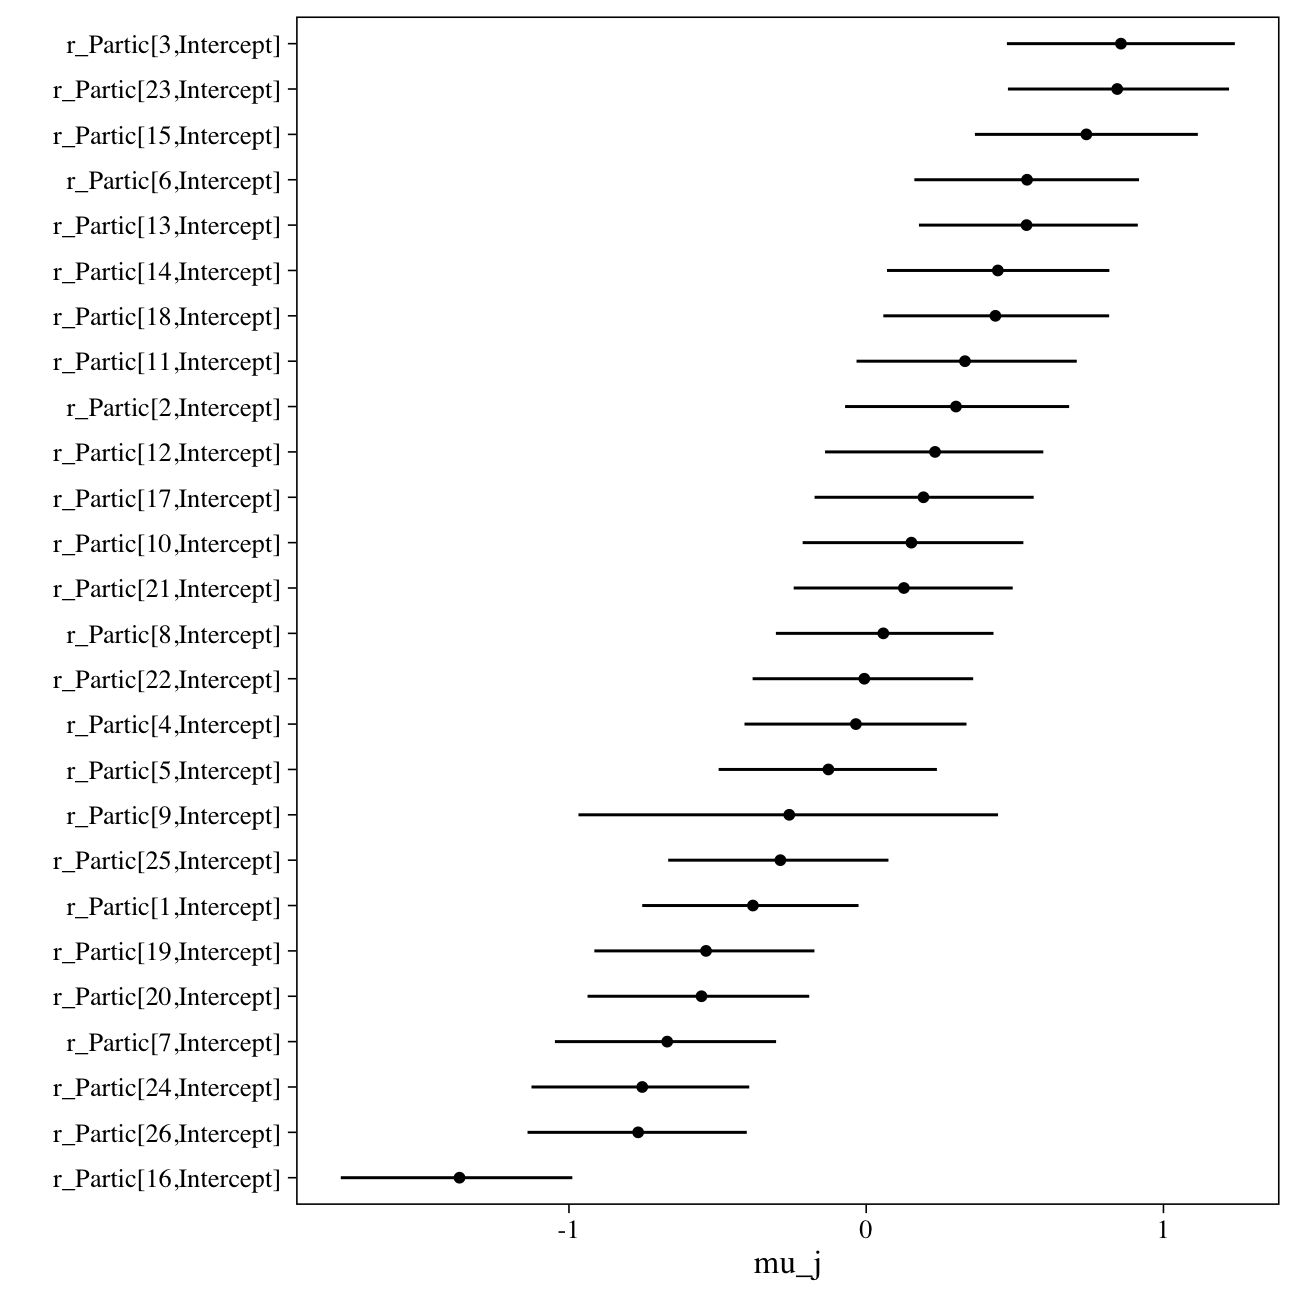 r_Partic[3,Intercept]
r_Partic[23,Intercept]
r_Partic[15,Intercept]
r_Partic[6,Intercept]
r_Partic[13,Intercept]
r_Partic[14,Intercept]
r_Partic[18,Intercept]
r_Partic[11,Intercept]
r_Partic[2,Intercept]
r_Partic[12,Intercept]
r_Partic[17,Intercept]
r_Partic[10,Intercept]
r_Partic[21,Intercept]
r_Partic[8,Intercept]
r_Partic[22,Intercept]
r_Partic[4,Intercept]
r_Partic[5,Intercept]
r_Partic[9,Intercept]
r_Partic[25,Intercept]
r_Partic[1,Intercept]
r_Partic[19,Intercept]
r_Partic[20,Intercept]
r_Partic[7,Intercept]
r_Partic[24,Intercept]
r_Partic[26,Intercept]
r_Partic[16,Intercept]
-1 0 1
mu_j